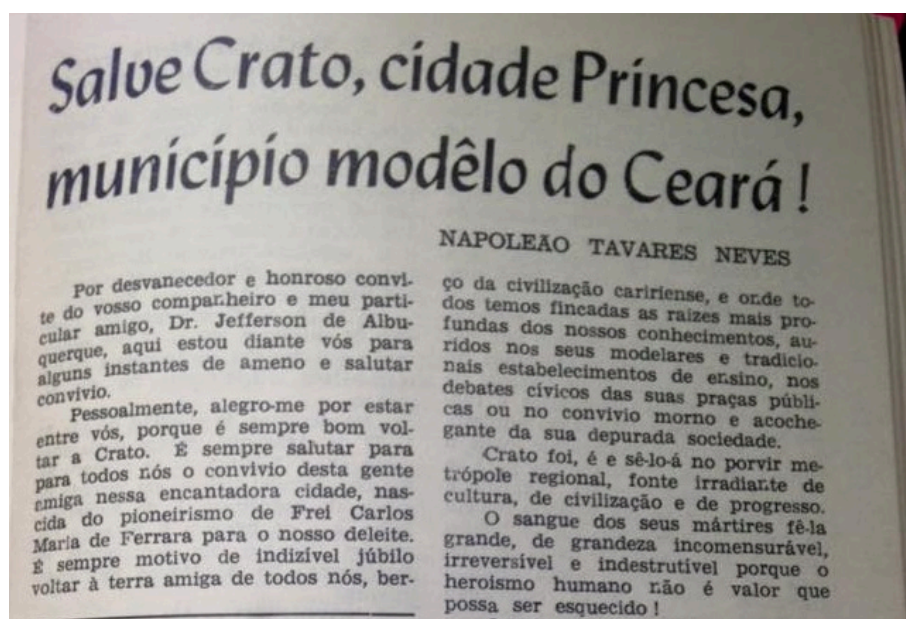 Salve Crato, cidade Princesa,
município modêlo do Ceará !
NAPOLEÃO TAVARES NEVES
Por desvanecedor e honroso convi-
te do vosso companheiro e meu parti-
cular amigo, Dr. Jefferson de Albu-
querque, aqui estou diante vós para
alguns instantes de ameno e salutar
convivio.
Pessoalmente, alegro-me por estar
entre vós, porque é sempre bom vol-
tar a Crato. É sempre salutar para
para todos nós o convivio desta gente
amiga nessa encantadora cidade, nas-
cida do pioneirismo de Frei Carlos
Maria de Ferrara para o nosso deleite.
É sempre motivo de indizível júbilo
voltar à terra amiga de todos nós, ber-
ço da civilização caririense, e onde to-
dos temos fincadas as raizes mais pro-
fundas dos nossos conhecimentos, au-
ridos nos seus modelares e tradicio-
nais estabelecimentos de ensino, nos
debates cívicos das suas praças públi-
cas ou no convivio morno e acoche-
gante da sua depurada sociedade.
Crato foi, é e sê-lo-á no porvir me-
trópole regional, fonte irradiante de
cultura, de civilização e de progresso.
O sangue dos seus mártires fê-la
grande, de grandeza incomensurável,
irreversível e indestrutível porque o
heroismo humano não é valor que
possa ser esquecido !